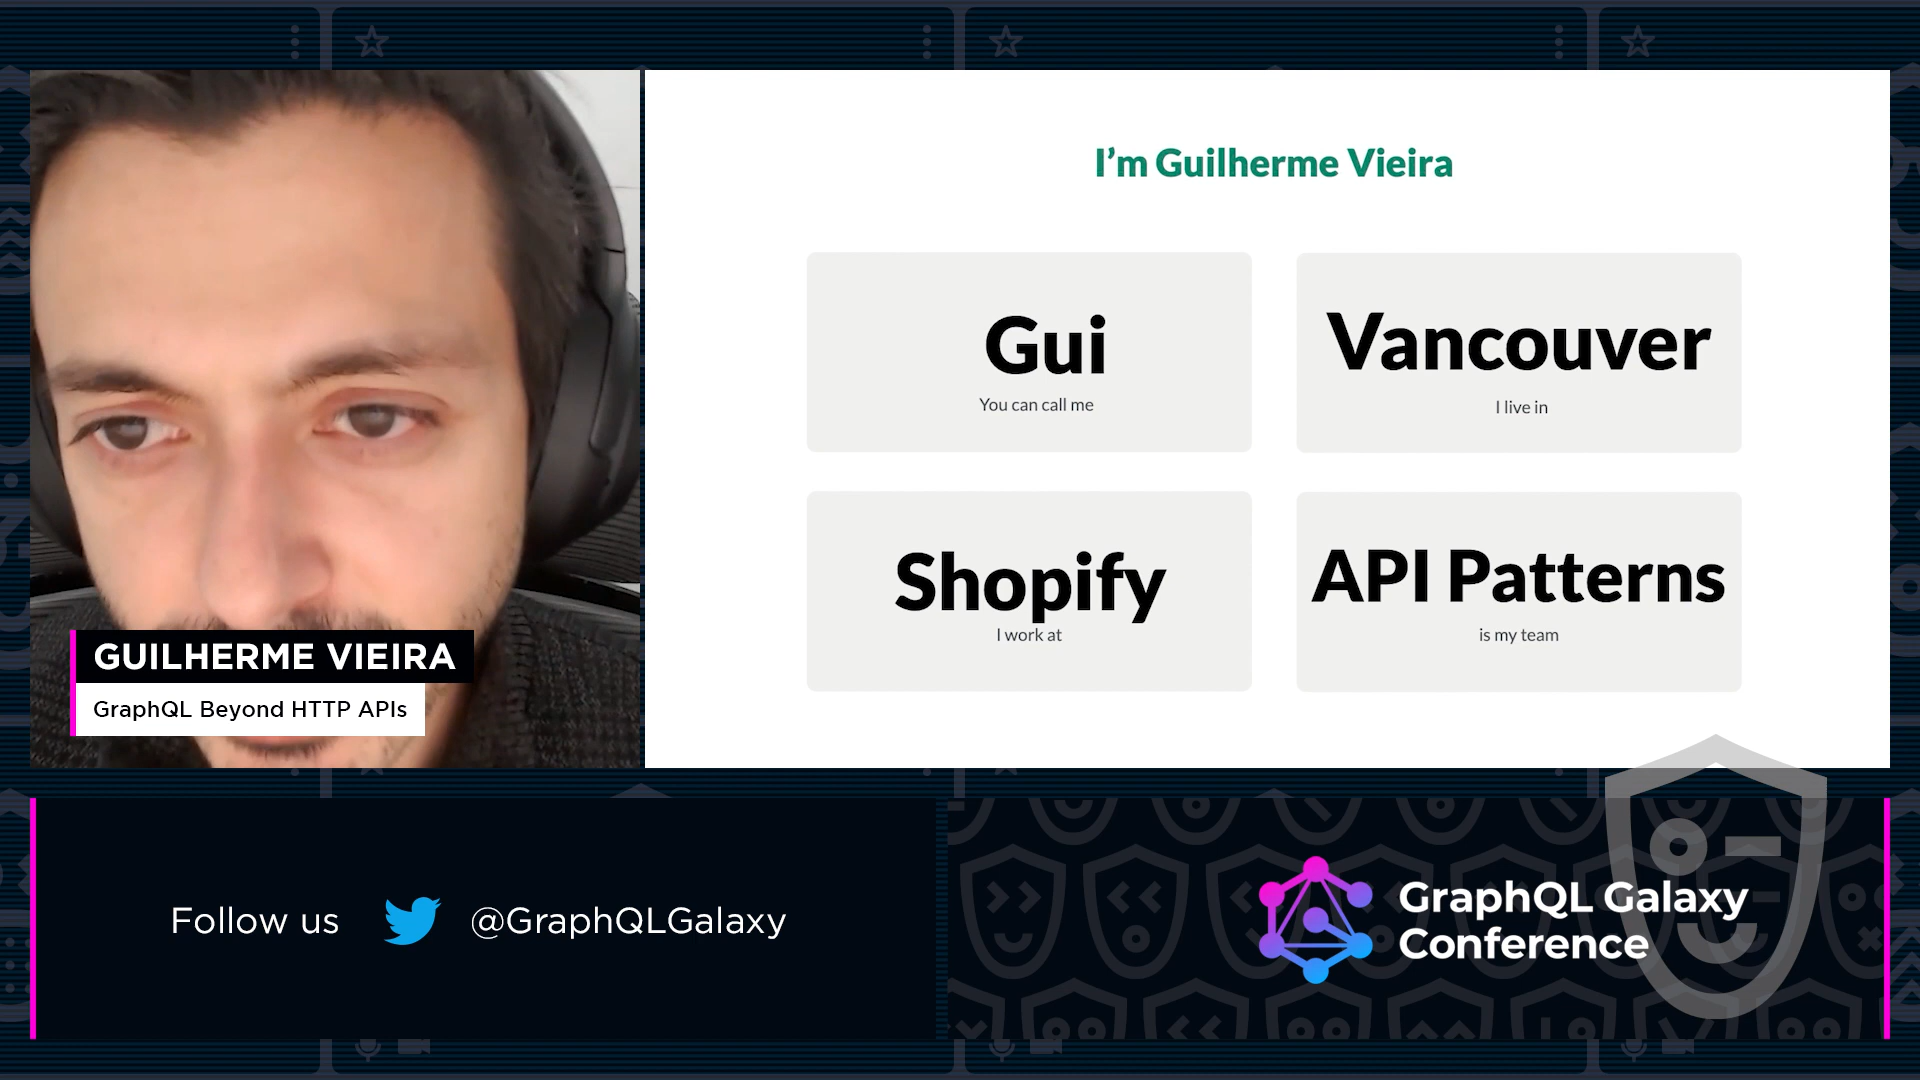 I’m Guilherme Vieira
Gui
You can call me
Vancouver
I live in
Shopify
I work at
API Patterns
is my team
GUILHERME VIEIRA
GraphQL Beyond HTTP APIs
Follow us
@GraphQLGalaxy
GraphQL Galaxy
Conference